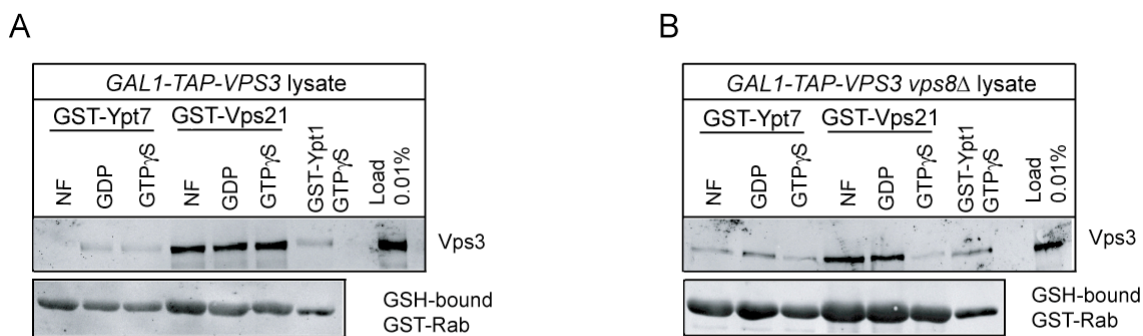 A
GAL1-TAP-VPS3 lysate
GST-Ypt7 GST-Vps21
NF GDP GTPγS NF GDP GTPγS GST-Ypt1 GTPγS Load 0.01%
Vps3
GSH-bound
GST-Rab
B
GAL1-TAP-VPS3 vps8Δ lysate
GST-Ypt7 GST-Vps21
NF GDP GTPγS NF GDP GTPγS GST-Ypt1 GTPγS Load 0.01%
Vps3
GSH-bound
GST-Rab